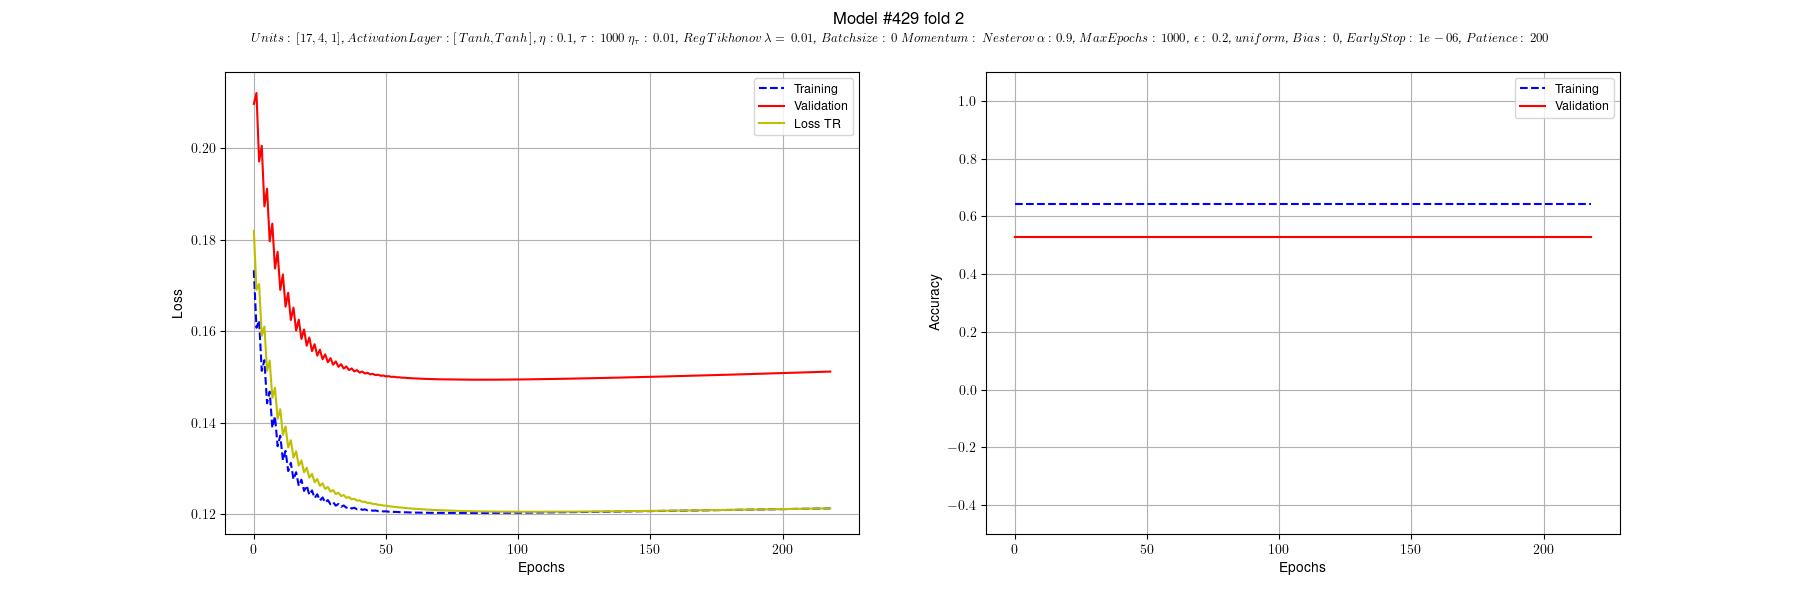 Model #429 fold 2
Units : [17, 4, 1], ActivationLayer : [Tanh, Tanh], η : 0.1, τ : 1000 ητ : 0.01, RegTikhonov λ = 0.01, Batchsize : 0 Momentum : Nesterov α : 0.9, MaxEpochs : 1000, ϵ : 0.2, uniform, Bias : 0, EarlyStop : 1e − 06, Patience : 200
Training
Validation
Loss TR
0.20
0.18
0.16
0.14
0.12
Loss
0 50 100 150 200
Epochs
Training
Validation
1.0
0.8
0.6
0.4
0.2
0.0
−0.2
−0.4
Accuracy
0 50 100 150 200
Epochs